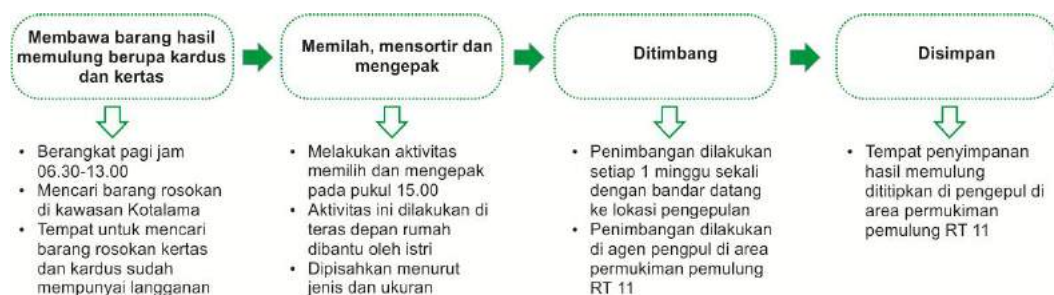 Membawa barang hasil
memulung berupa kardus
dan kertas
Memilah, mensortir dan
mengepak
Ditimbang
Disimpan
• Berangkat pagi jam
06.30-13.00
• Mencari barang rosokan
di kawasan Kotalama
• Tempat untuk mencari
barang rosokan kertas
dan kardus sudah
mempunyai langganan
• Melakukan aktivitas
memilih dan mengepak
pada pukul 15.00
• Aktivitas ini dilakukan di
teras depan rumah
dibantu oleh istri
• Dipisahkan menurut
jenis dan ukuran
• Penimbangan dilakukan
setiap 1 minggu sekali
dengan bandar datang
ke lokasi pengepulan
• Penimbangan dilakukan
di agen pengpul di area
permukiman pemulung
RT 11
• Tempat penyimpanan
hasil memulung
dititipkan di pengepul di
area permukiman
pemulung RT 11